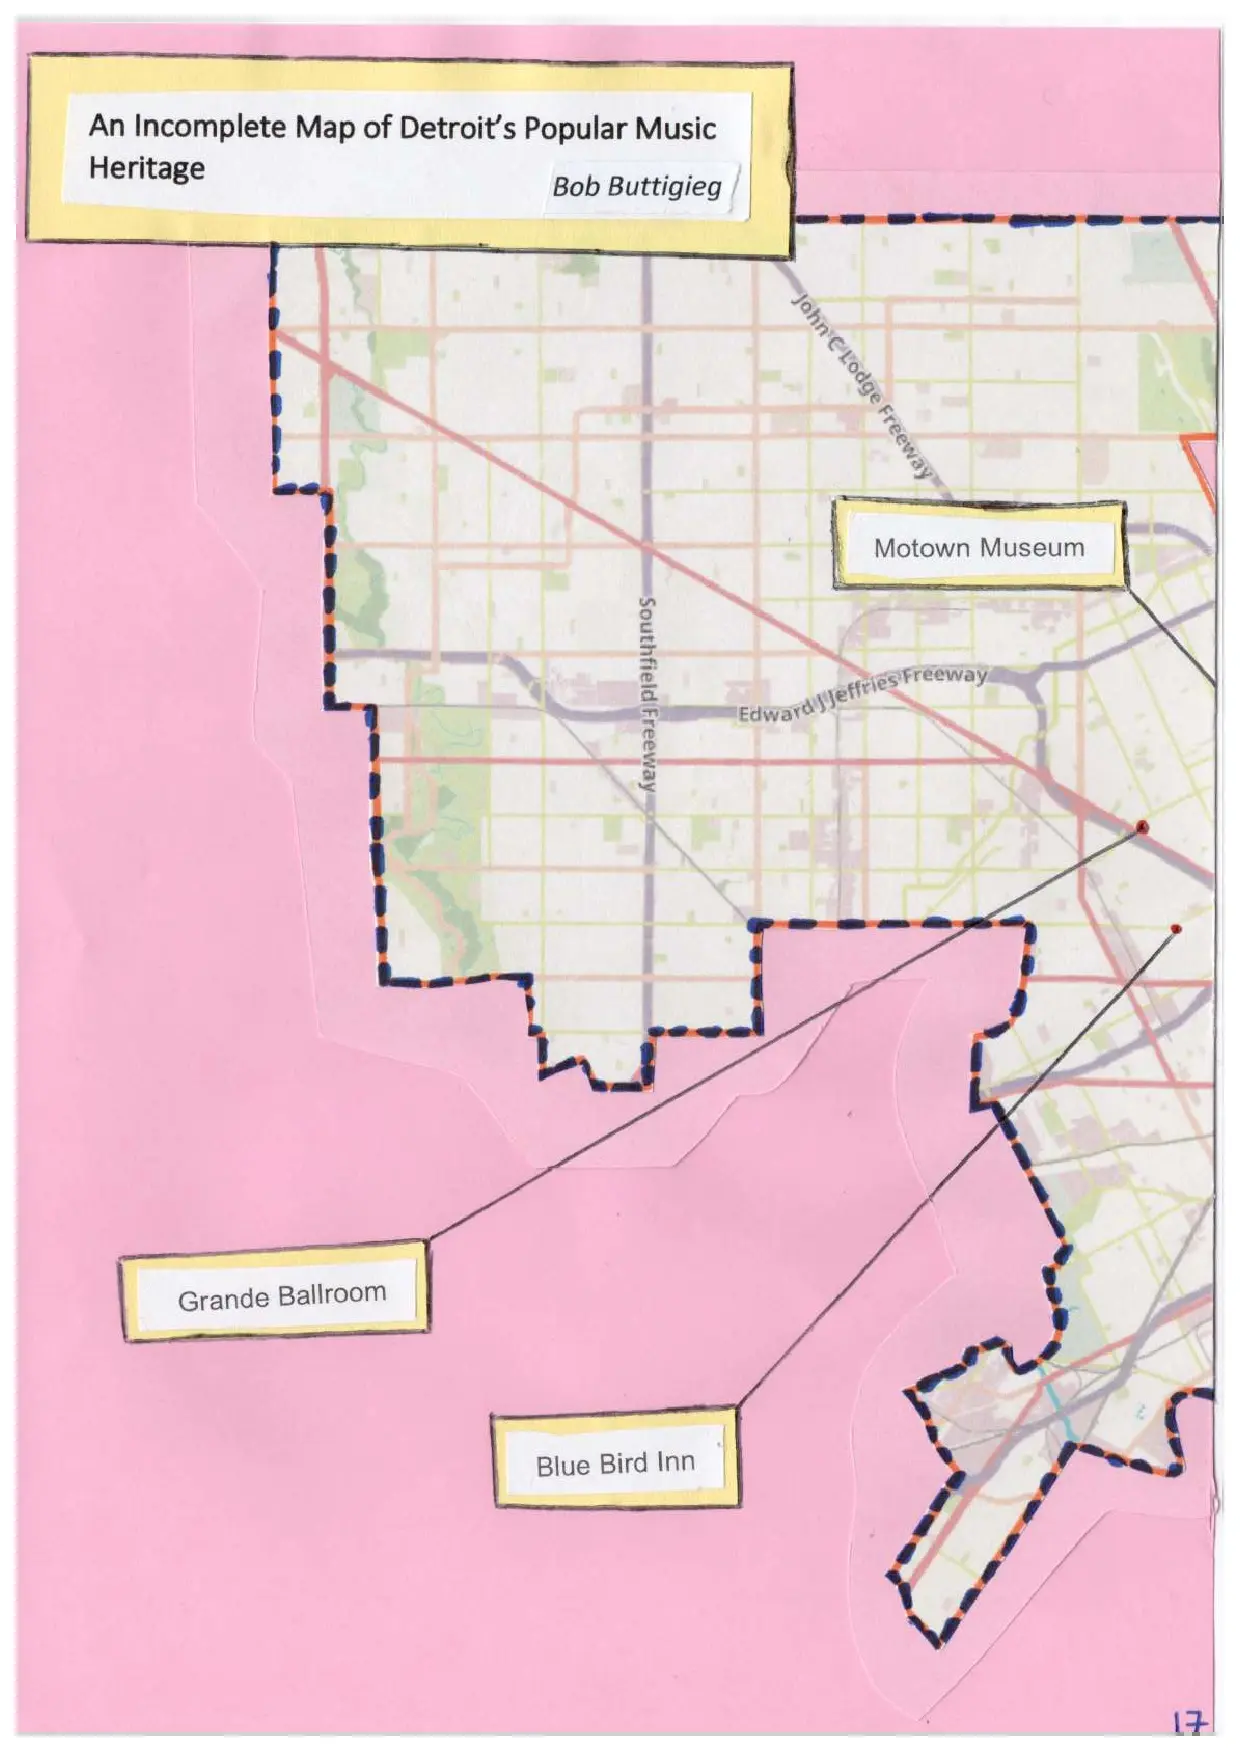 An Incomplete Map of Detroit's Popular Music
Heritage
Bob Buttigieg
John C Lodge Freeway
Motown Museum
Southfield Freeway
Edward J Jeffries Freeway
Grande Ballroom
Blue Bird Inn
17